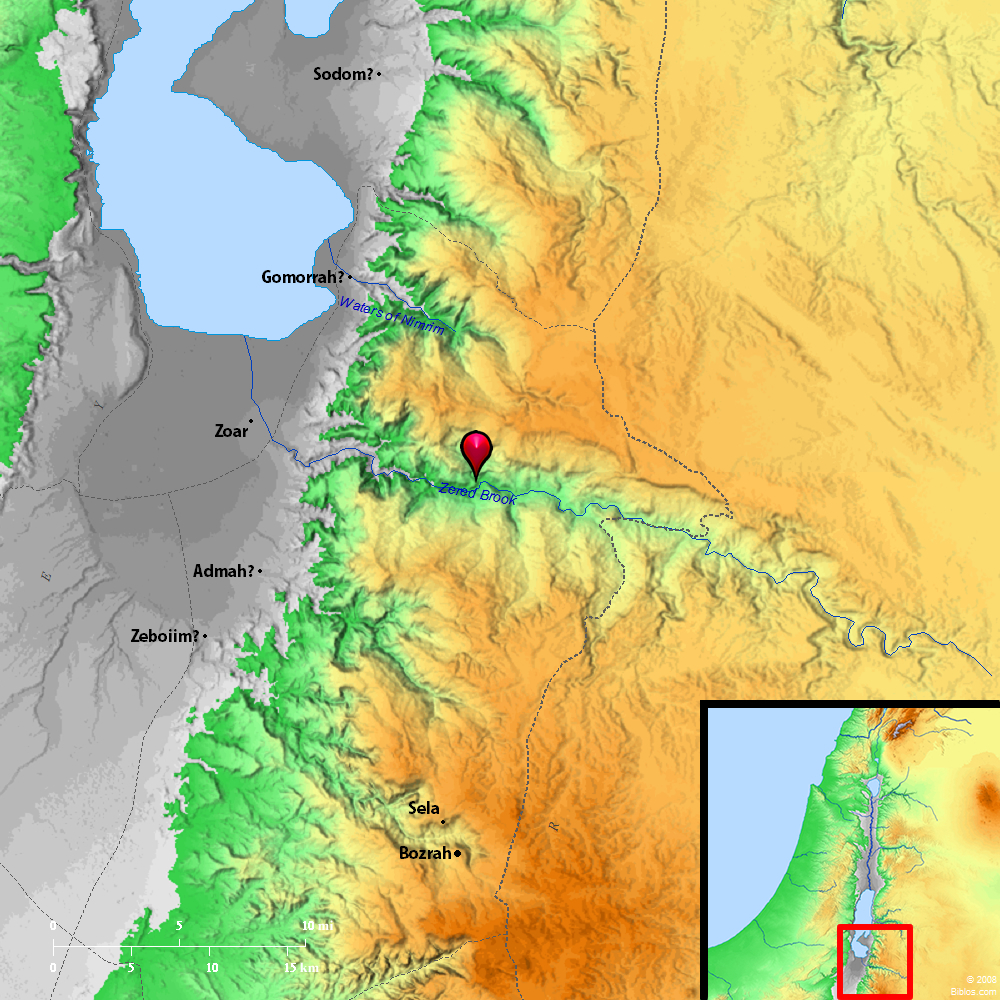 Sodom?
Gomorrah?
Waters of Nimrim
Zoar
Zered Brook
Admah?
Zeboiim?
E
Sela
R
Bozrah
0 5 10 mi
0 5 10 15 km
Biblos.com